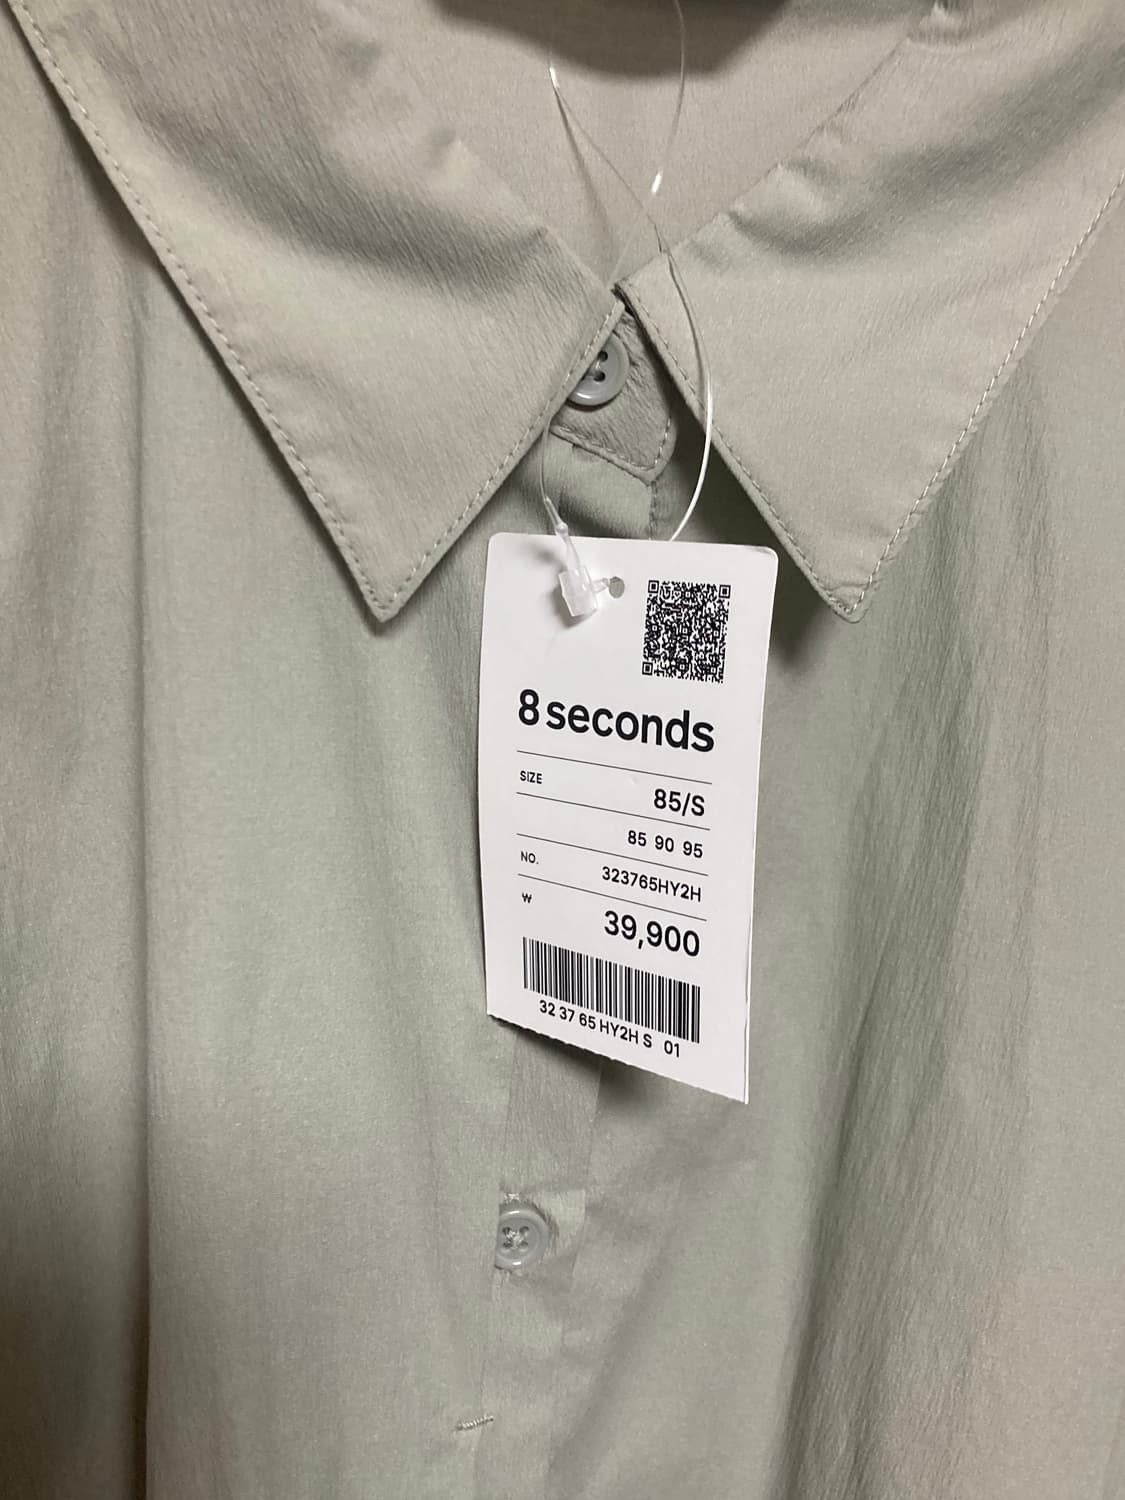 8 seconds
SIZE 85/S
85 90 95
NO. 323765HY2H
₩ 39,900
32 37 65 HY2H S 01